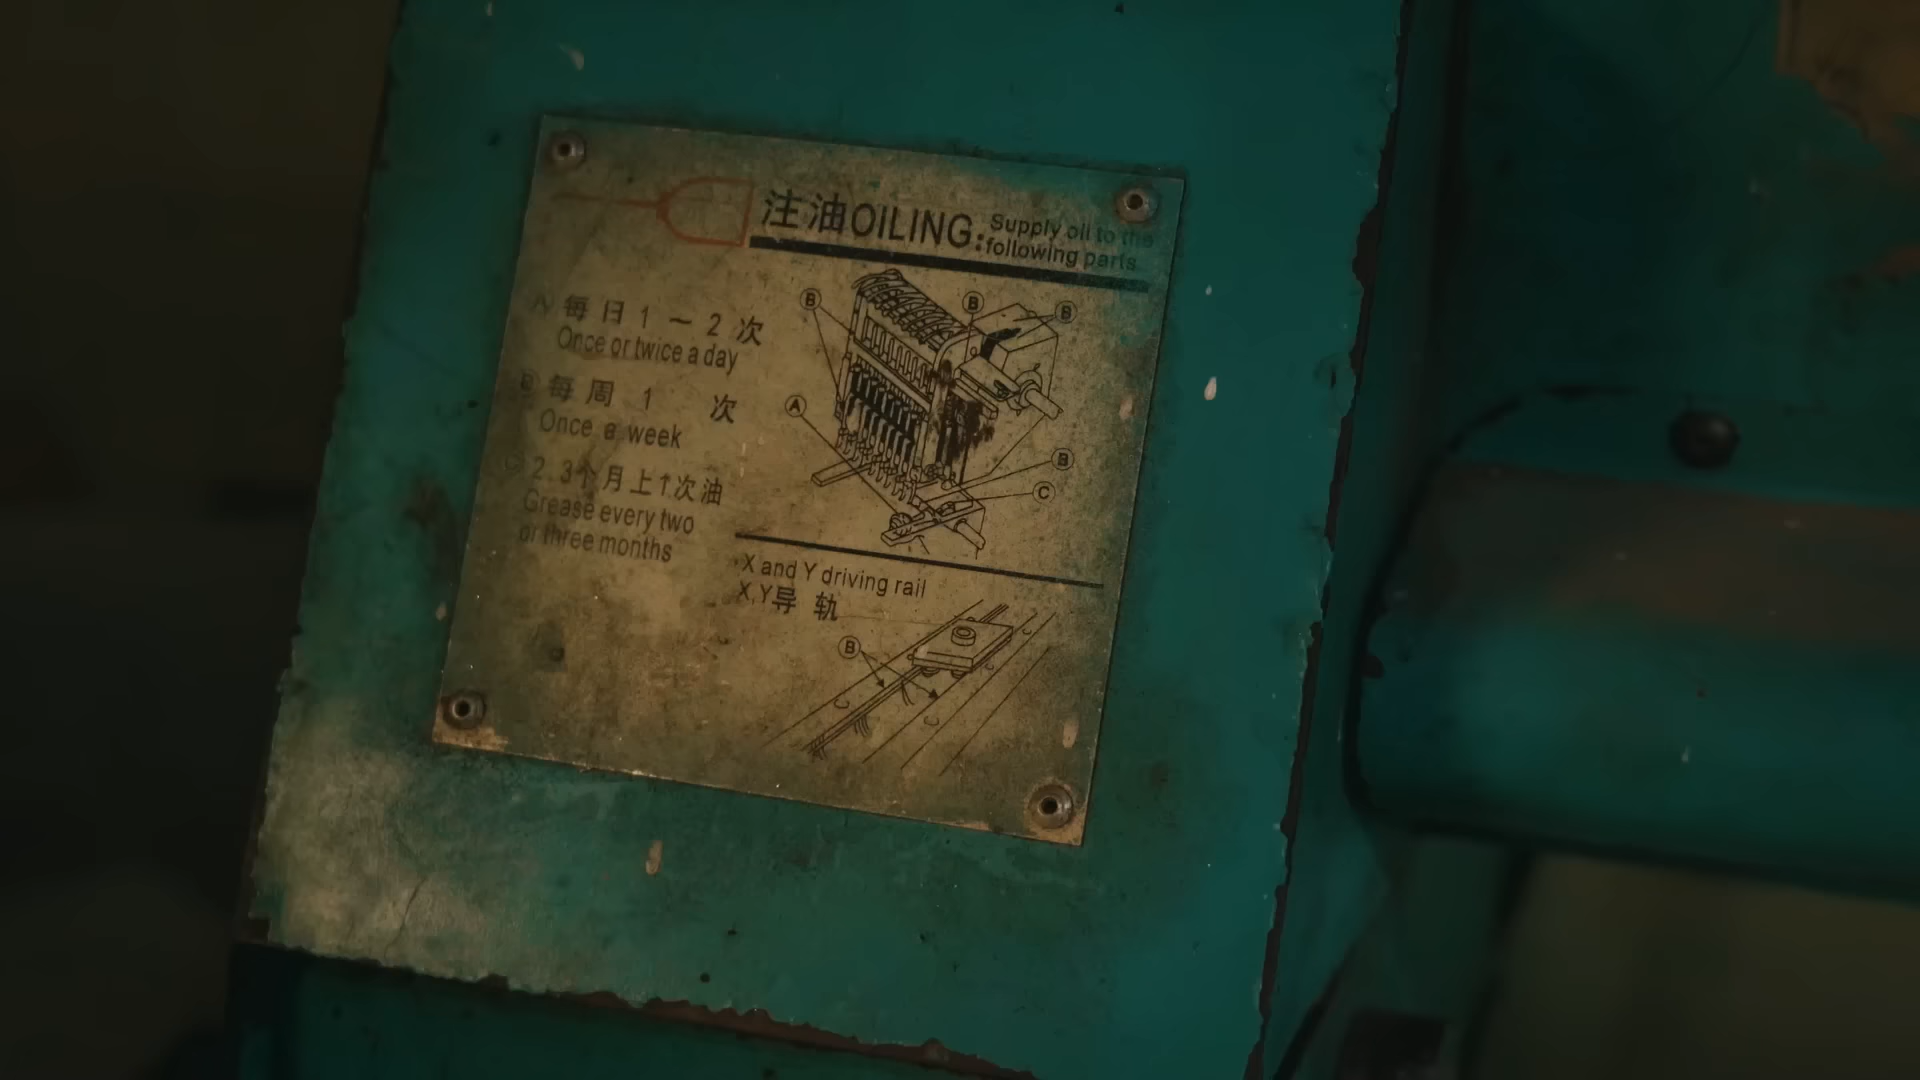 注油OILING: Supply oil to the
following parts
A 每日1～2次
Once or twice a day
B 每周1次
Once a week
C 2.3个月上1次油
Grease every two
or three months
B
B
B
A
B
C
X and Y driving rail
X,Y导轨
B